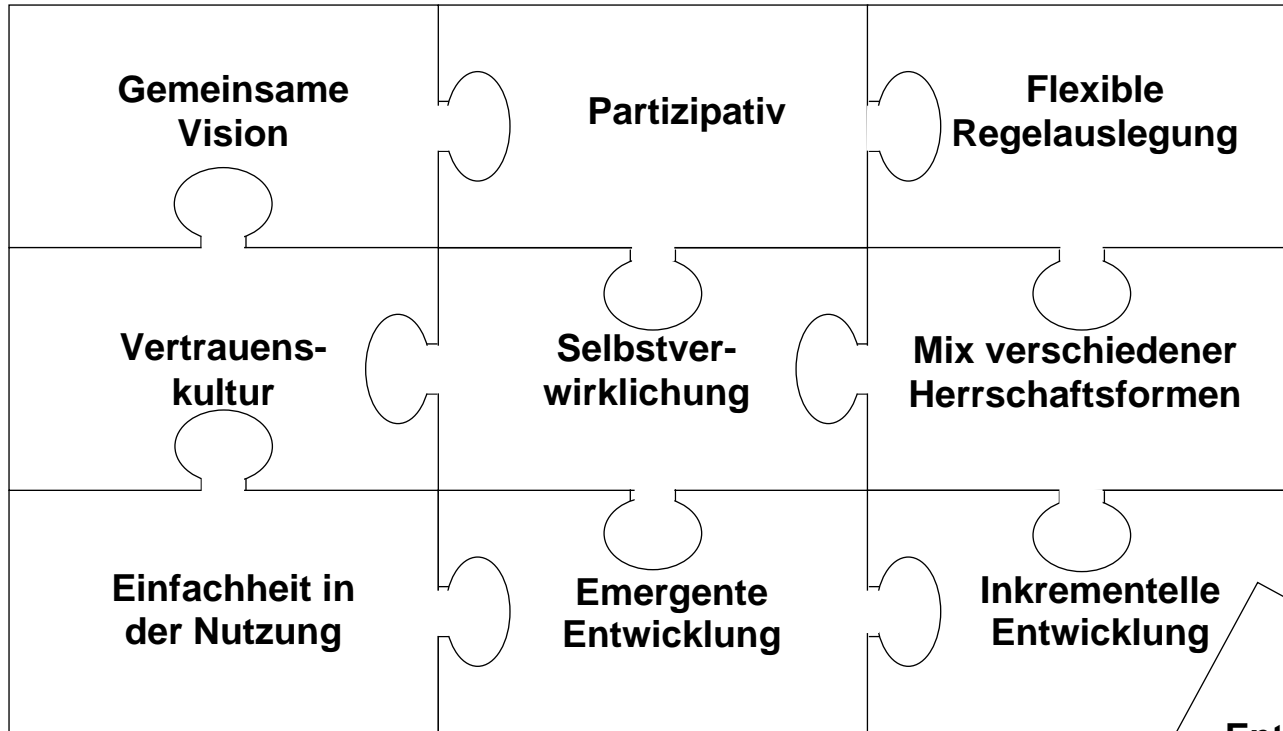 Gemeinsame
Vision
Partizipativ
Flexible
Regelauslegung
Vertrauens-
kultur
Selbstver-
wirklichung
Mix verschiedener
Herrschaftsformen
Einfachheit in
der Nutzung
Emergente
Entwicklung
Inkrementelle
Entwicklung